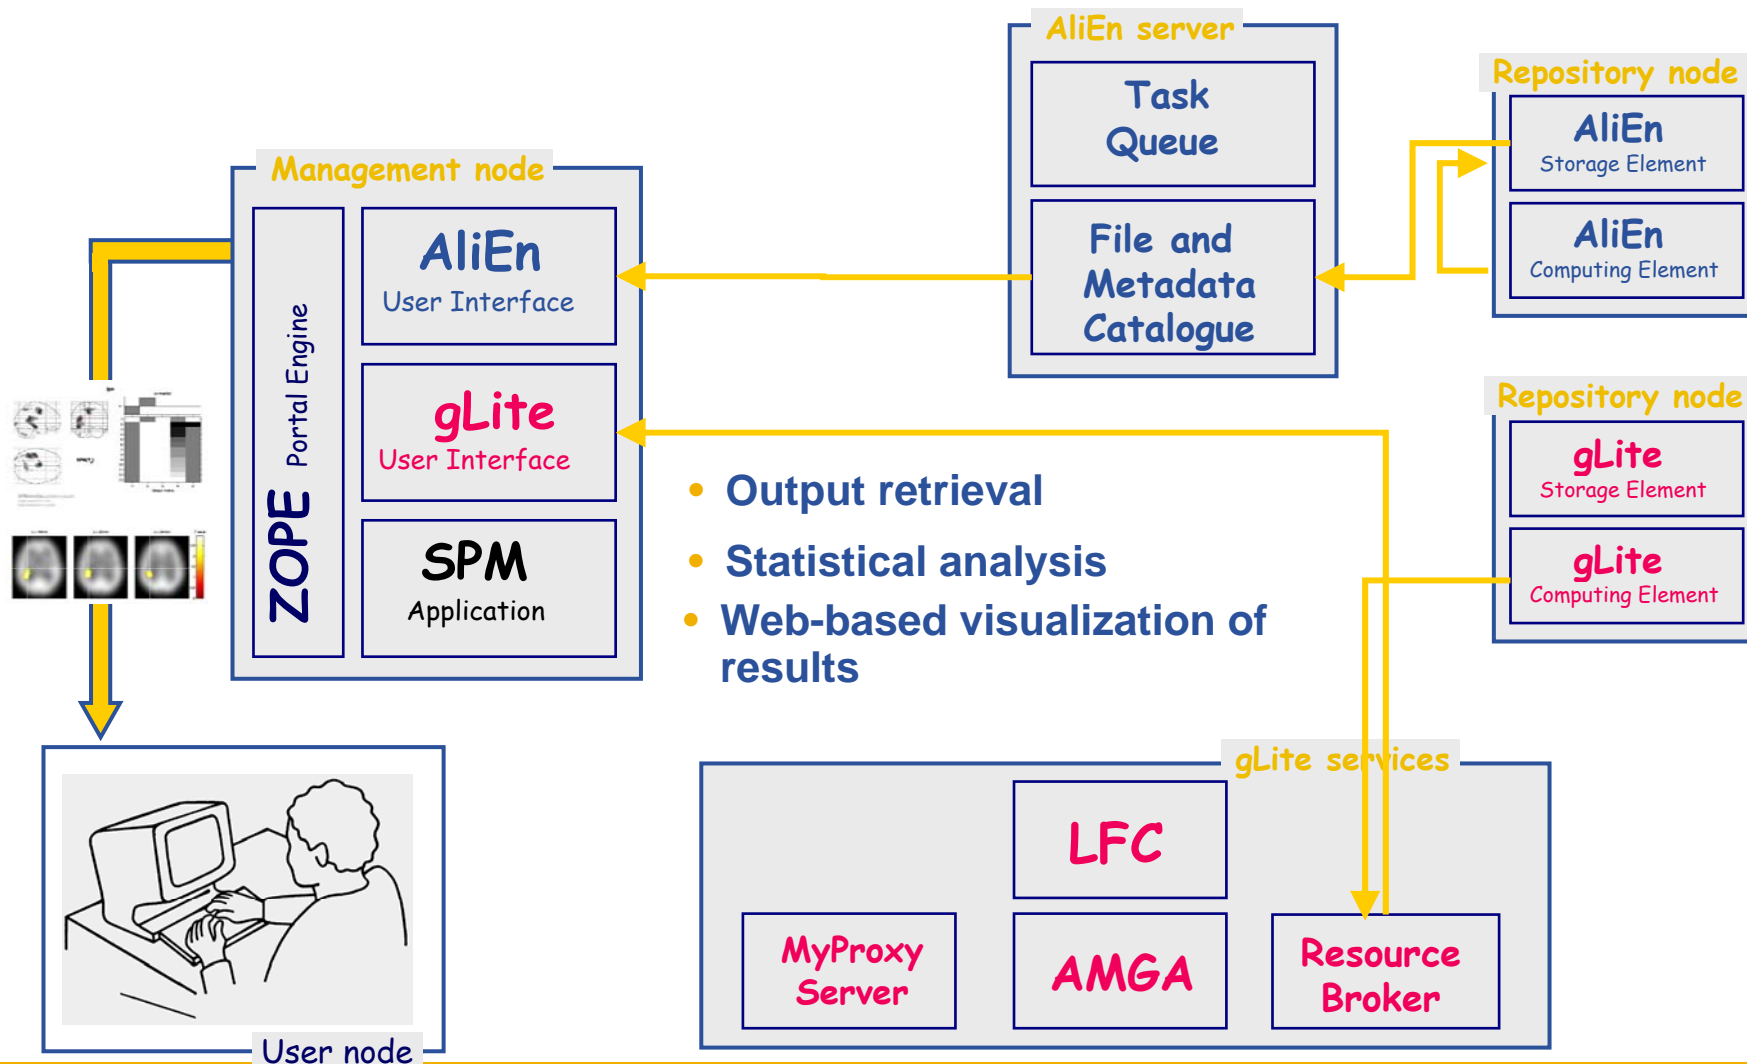 AliEn server
Task
Queue
File and
Metadata
Catalogue
Repository node
AliEn
Storage Element
AliEn
Computing Element
Management node
ZOPE Portal Engine
AliEn
User Interface
gLite
User Interface
SPM
Application
Repository node
gLite
Storage Element
gLite
Computing Element
• Output retrieval
• Statistical analysis
• Web-based visualization of
results
gLite services
LFC
MyProxy
Server
AMGA
Resource
Broker
User node